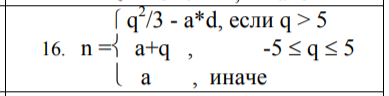 ⎧ q²/3 - a*d, если q > 5
16. n =⎨ a+q , -5 ≤ q ≤ 5
⎩ a , иначе